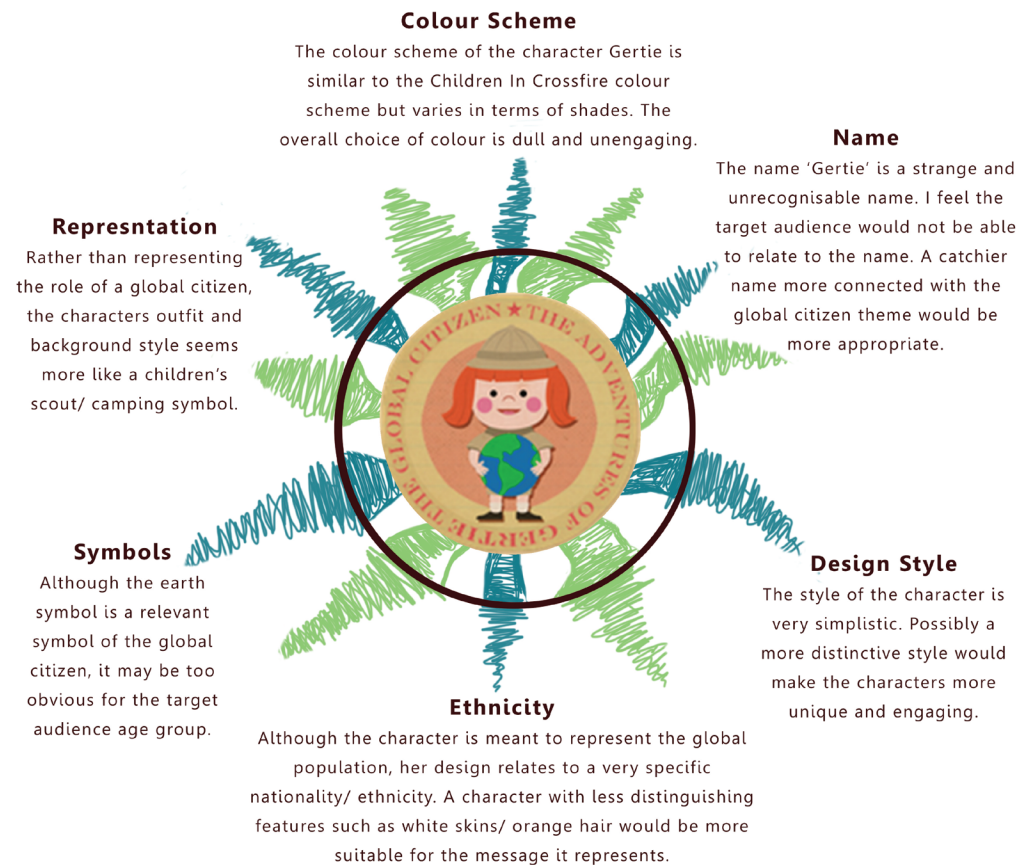 Colour Scheme
The colour scheme of the character Gertie is
similar to the Children In Crossfire colour
scheme but varies in terms of shades. The
overall choice of colour is dull and unengaging.
Name
The name ‘Gertie’ is a strange and
unrecognisable name. I feel the
target audience would not be able
to relate to the name. A catchier
name more connected with the
global citizen theme would be
more appropriate.
Represntation
Rather than representing
the role of a global citizen,
the characters outfit and
background style seems
more like a children’s
scout/ camping symbol.
THE ADVENTURES OF GERTIE THE GLOBAL CITIZEN
Symbols
Although the earth
symbol is a relevant
symbol of the global
citizen, it may be too
obvious for the target
audience age group.
Design Style
The style of the character is
very simplistic. Possibly a
more distinctive style would
make the characters more
unique and engaging.
Ethnicity
Although the character is meant to represent the global
population, her design relates to a very specific
nationality/ ethnicity. A character with less distinguishing
features such as white skins/ orange hair would be more
suitable for the message it represents.